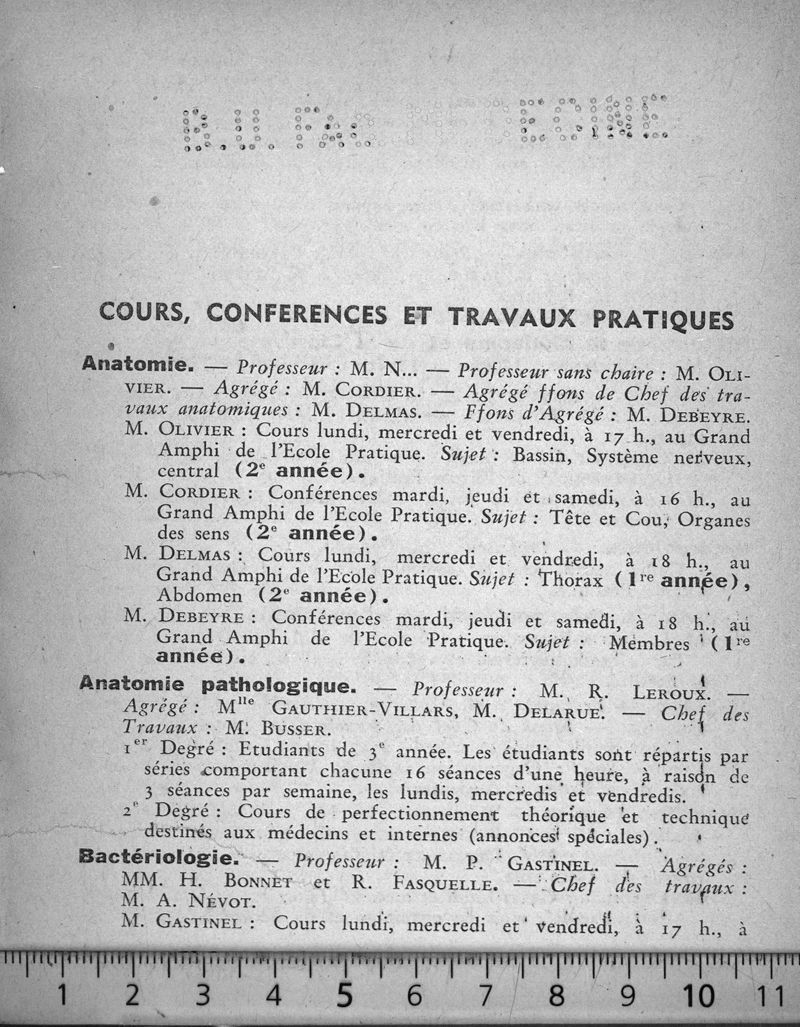 COURS, CONFERENCES ET TRAVAUX PRATIQUES
Anatomie. — Professeur : M. N... — Professeur sans chaire : M. OLI-
VIER. — Agrégé : M. CORDIER. — Agrégé ffons de Chef des tra-
vaux anatomiques : M. DELMAS. — Ffons d'Agrégé : M. DEBEYRE.
M. OLIVIER : Cours lundi, mercredi et vendredi, à 17 h., au Grand
Amphi de l'Ecole Pratique. Sujet : Bassin, Système nerveux,
central (2e année).
M. CORDIER : Conférences mardi, jeudi et samedi, à 16 h., au
Grand Amphi de l'Ecole Pratique. Sujet : Tête et Cou, Organes
des sens (2e année).
M. DELMAS : Cours lundi, mercredi et vendredi, à 18 h., au
Grand Amphi de l'Ecole Pratique. Sujet : Thorax (1re année),
Abdomen (2e année).
M. DEBEYRE : Conférences mardi, jeudi et samedi, à 18 h., au
Grand Amphi de l'Ecole Pratique. Sujet : Membres (1re
année).
Anatomie pathologique. — Professeur : M. R. LEROUX. —
Agrégé : Mlle GAUTHIER-VILLARS, M. DELARUE. — Chef des
Travaux : M. BUSSER.
1er Degré : Etudiants de 3e année. Les étudiants sont répartis par
séries comportant chacune 16 séances d'une heure, à raison de
3 séances par semaine, les lundis, mercredis et vendredis.
2e Degré : Cours de perfectionnement théorique et technique
destinés aux médecins et internes (annonces spéciales).
Bactériologie. — Professeur : M. P. GASTINEL. — Agrégés :
MM. H. BONNET et R. FASQUELLE. — Chef des travaux :
M. A. NÉVOT.
M. GASTINEL : Cours lundi, mercredi et vendredi, à 17 h., à
1 2 3 4 5 6 7 8 9 10 11